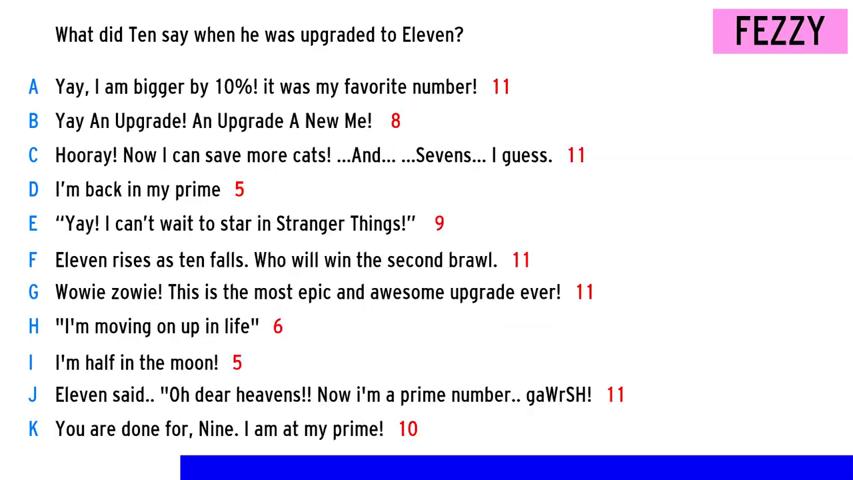 What did Ten say when he was upgraded to Eleven?
FEZZY
A Yay, I am bigger by 10%! it was my favorite number! 11
B Yay An Upgrade! An Upgrade A New Me! 8
C Hooray! Now I can save more cats! ...And... ...Sevens... I guess. 11
D I'm back in my prime 5
E “Yay! I can't wait to star in Stranger Things!” 9
F Eleven rises as ten falls. Who will win the second brawl. 11
G Wowie zowie! This is the most epic and awesome upgrade ever! 11
H "I'm moving on up in life" 6
I I'm half in the moon! 5
J Eleven said.. "Oh dear heavens!! Now i'm a prime number.. gaWrSH! 11
K You are done for, Nine. I am at my prime! 10